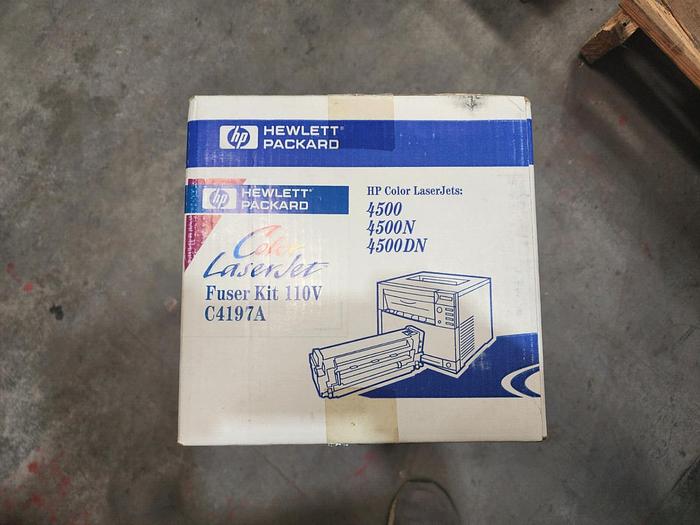 hp HEWLETT®
PACKARD
hp HEWLETT®
PACKARD
Color
LaserJet
Fuser Kit 110V
C4197A
HP Color LaserJets:
4500
4500N
4500DN